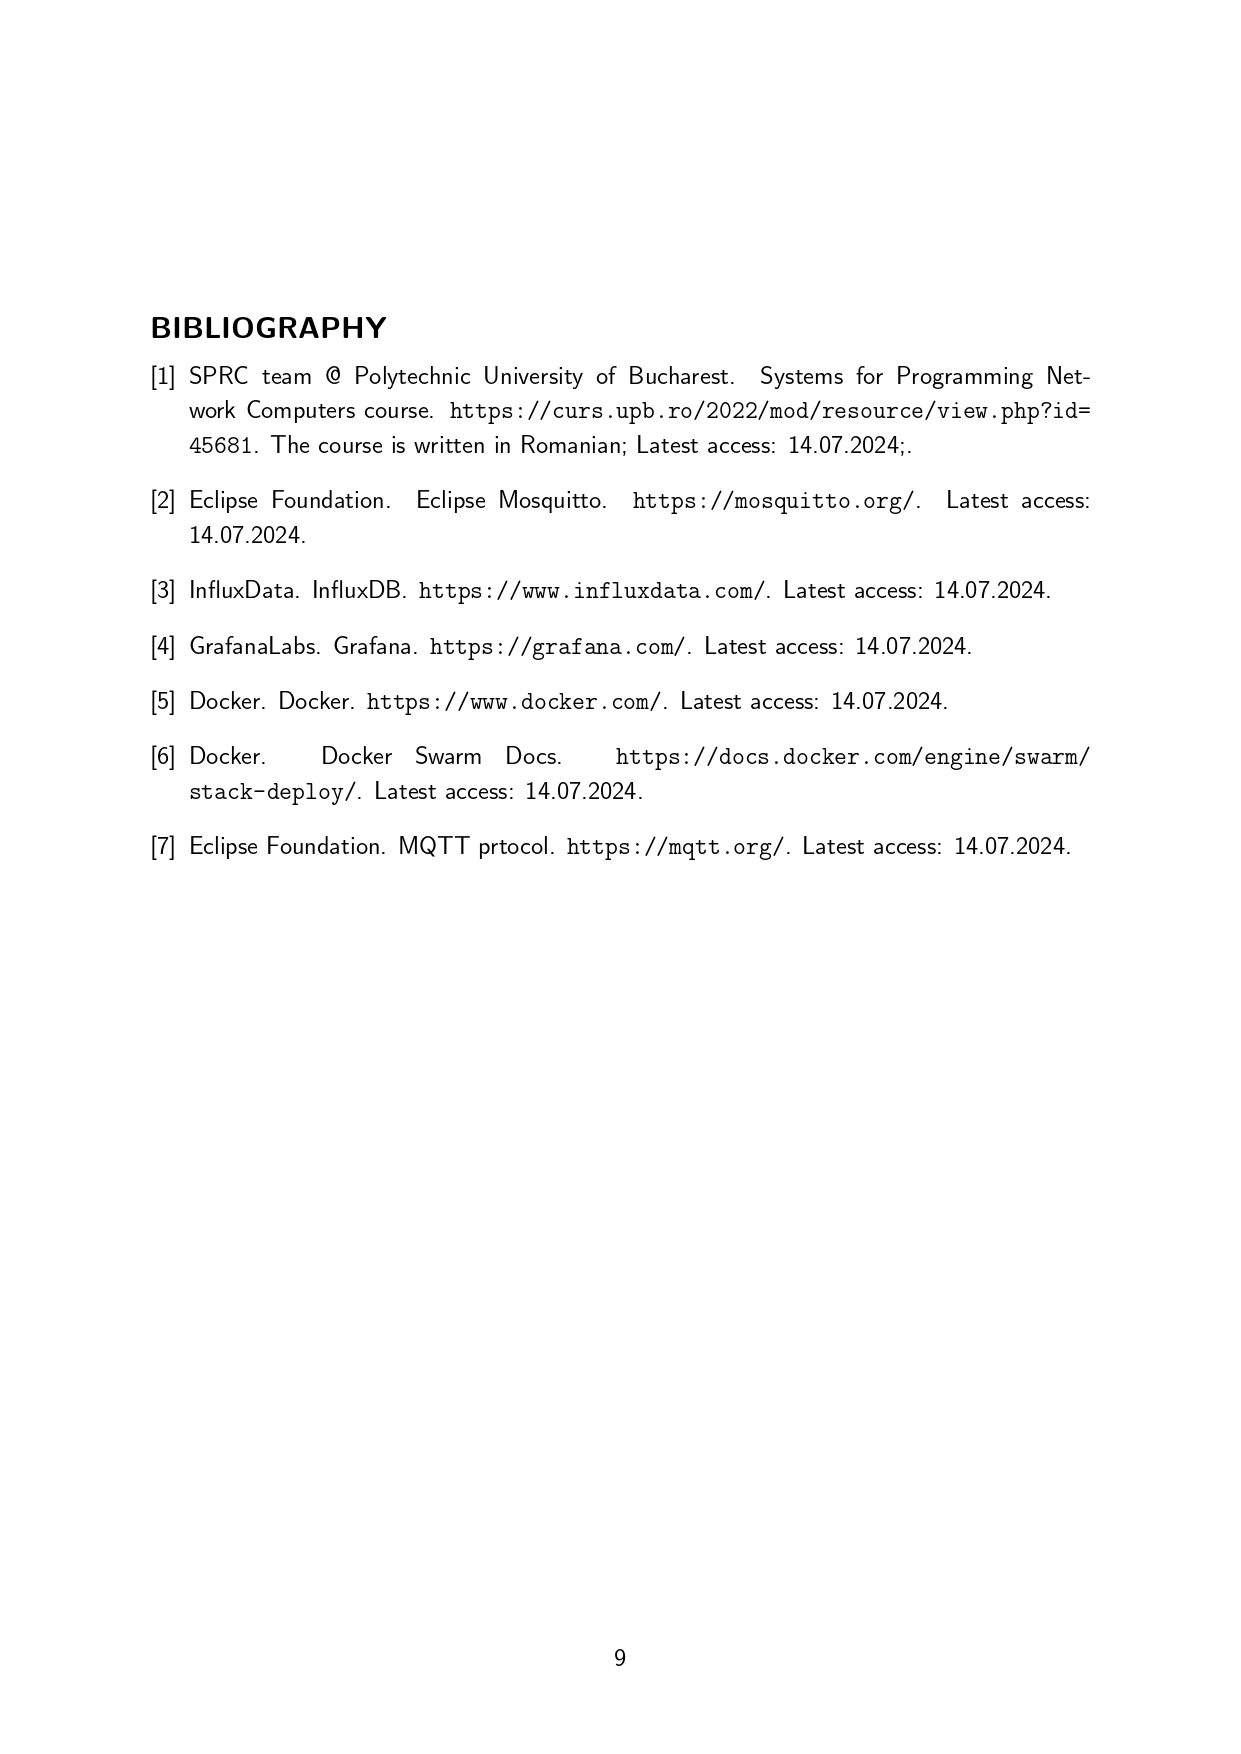 BIBLIOGRAPHY
[1] SPRC team @ Polytechnic University of Bucharest. Systems for Programming Net-
work Computers course. https://curs.upb.ro/2022/mod/resource/view.php?id=
45681. The course is written in Romanian; Latest access: 14.07.2024;.
[2] Eclipse Foundation. Eclipse Mosquitto. https://mosquitto.org/. Latest access:
14.07.2024.
[3] InfluxData. InfluxDB. https://www.influxdata.com/. Latest access: 14.07.2024.
[4] GrafanaLabs. Grafana. https://grafana.com/. Latest access: 14.07.2024.
[5] Docker. Docker. https://www.docker.com/. Latest access: 14.07.2024.
[6] Docker. Docker Swarm Docs. https://docs.docker.com/engine/swarm/
stack-deploy/. Latest access: 14.07.2024.
[7] Eclipse Foundation. MQTT prtocol. https://mqtt.org/. Latest access: 14.07.2024.
9